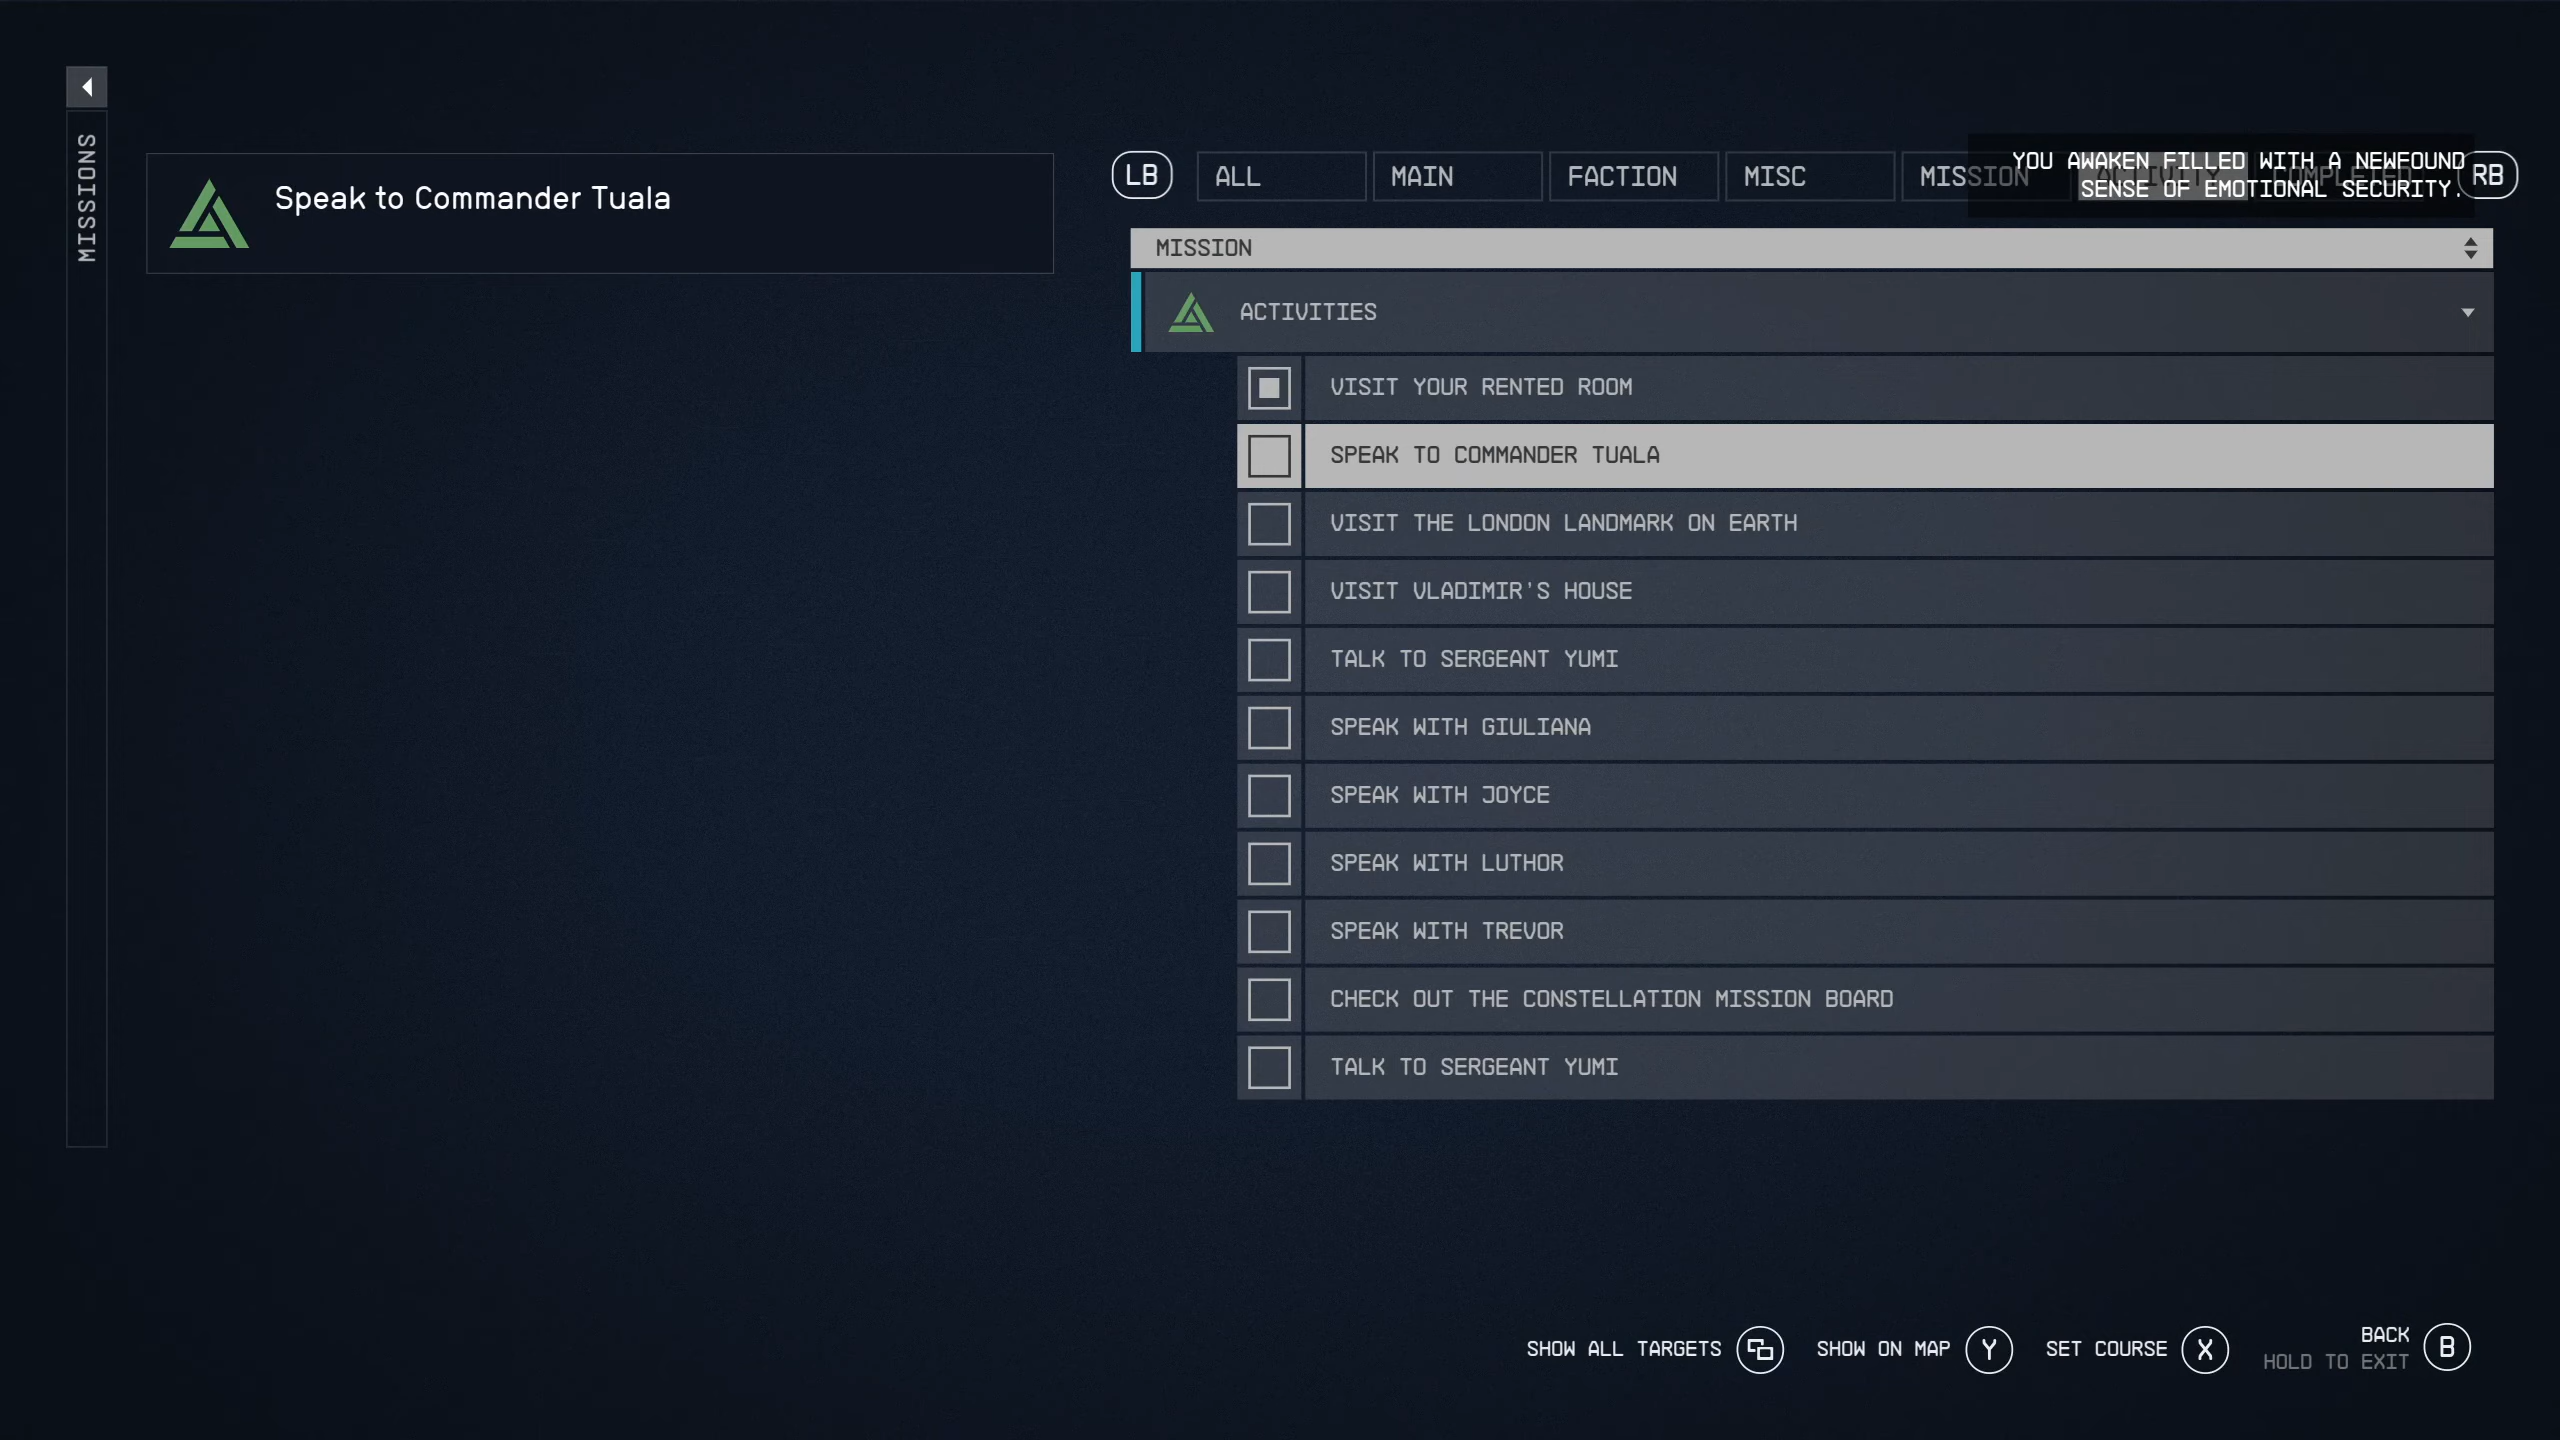 MISSIONS
Speak to Commander Tuala
LB
ALL
MAIN
FACTION
MISC
MISSION
ACTIVITY
COMPLETED
RB
YOU AWAKEN FILLED WITH A NEWFOUND
SENSE OF EMOTIONAL SECURITY.
MISSION
ACTIVITIES
VISIT YOUR RENTED ROOM
SPEAK TO COMMANDER TUALA
VISIT THE LONDON LANDMARK ON EARTH
VISIT VLADIMIR'S HOUSE
TALK TO SERGEANT YUMI
SPEAK WITH GIULIANA
SPEAK WITH JOYCE
SPEAK WITH LUTHOR
SPEAK WITH TREVOR
CHECK OUT THE CONSTELLATION MISSION BOARD
TALK TO SERGEANT YUMI
SHOW ALL TARGETS
SHOW ON MAP Y
SET COURSE X
BACK B
HOLD TO EXIT